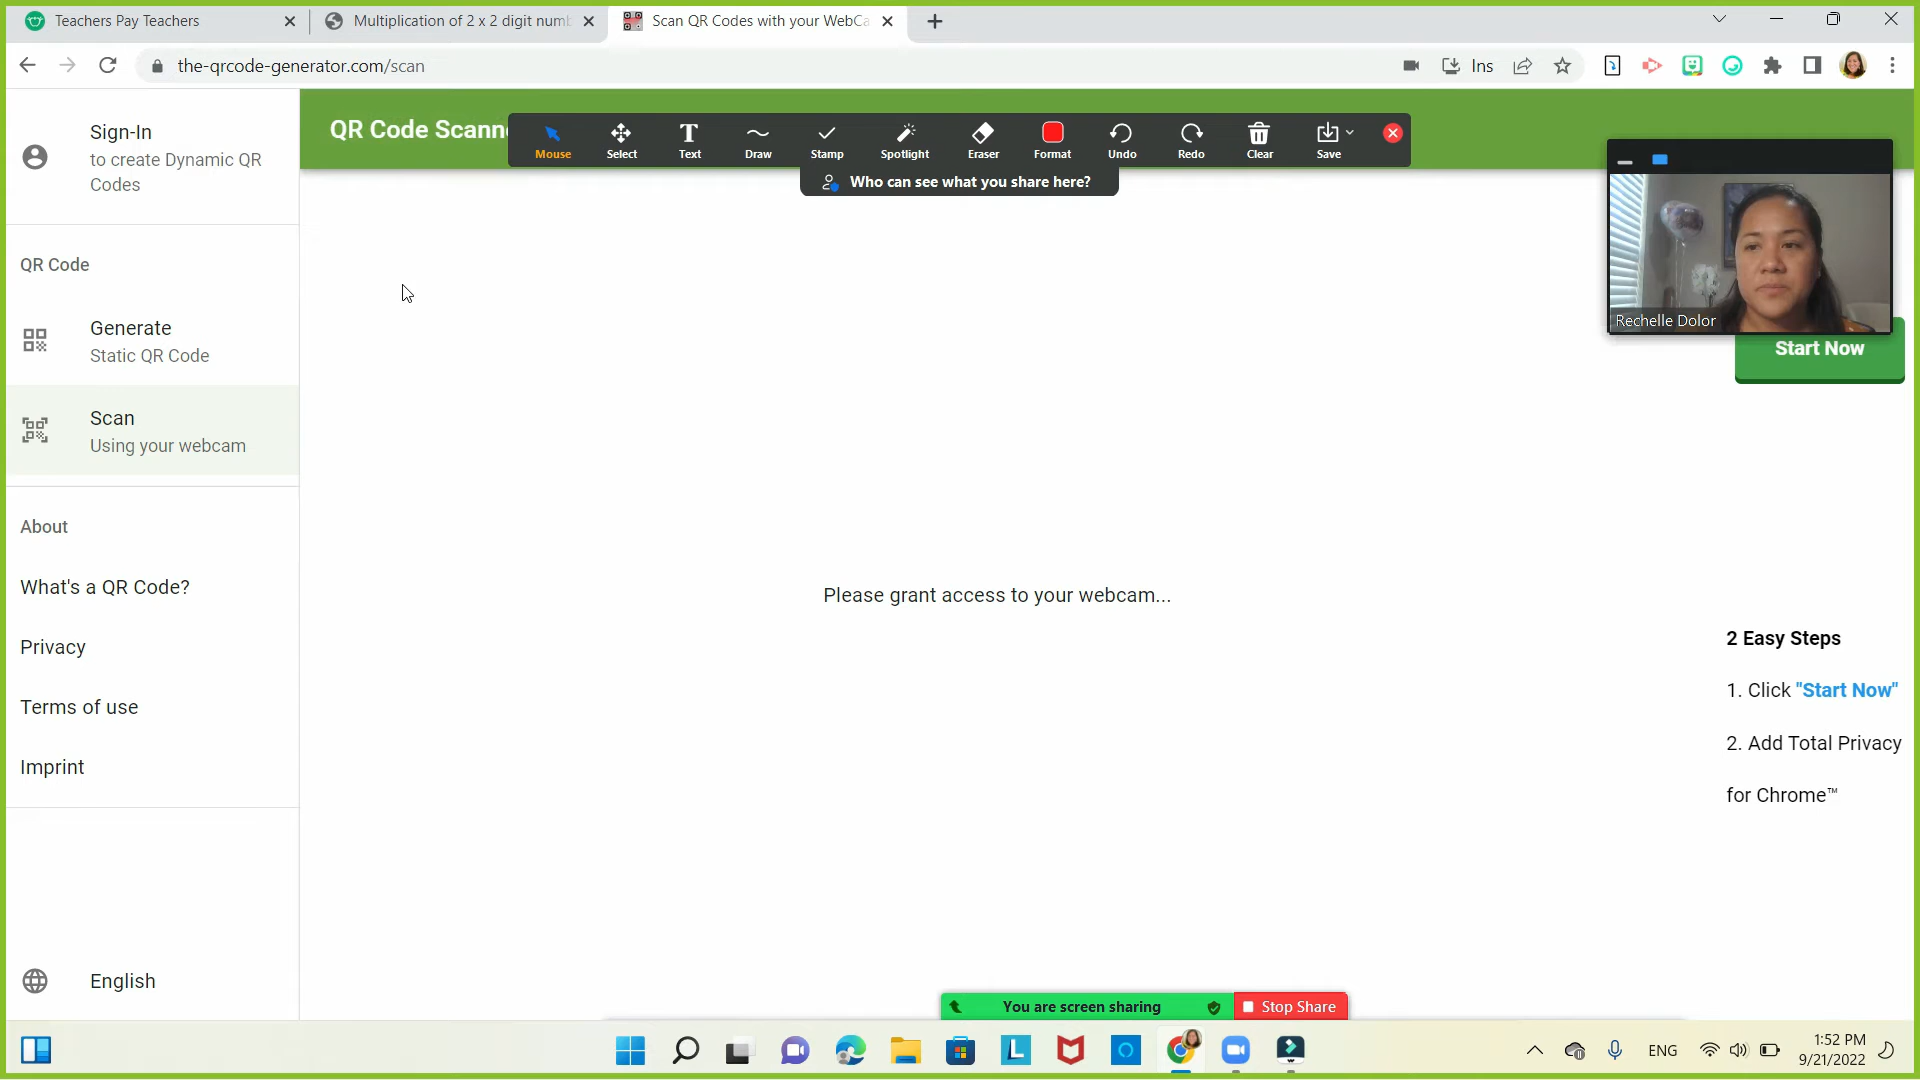 Teachers Pay Teachers
Multiplication of 2 x 2 digit num
Scan QR Codes with your WebCa
the-qrcode-generator.com/scan
Ins
Sign-In
to create Dynamic QR
Codes
QR Code
Generate
Static QR Code
Scan
Using your webcam
About
What's a QR Code?
Privacy
Terms of use
Imprint
English
QR Code Scann
Mouse
Select
Text
Draw
Stamp
Spotlight
Eraser
Format
Undo
Redo
Clear
Save
Who can see what you share here?
Rechelle Dolor
Start Now
Please grant access to your webcam...
2 Easy Steps
1. Click "Start Now"
2. Add Total Privacy
for Chrome™
You are screen sharing
Stop Share
ENG
1:52 PM
9/21/2022